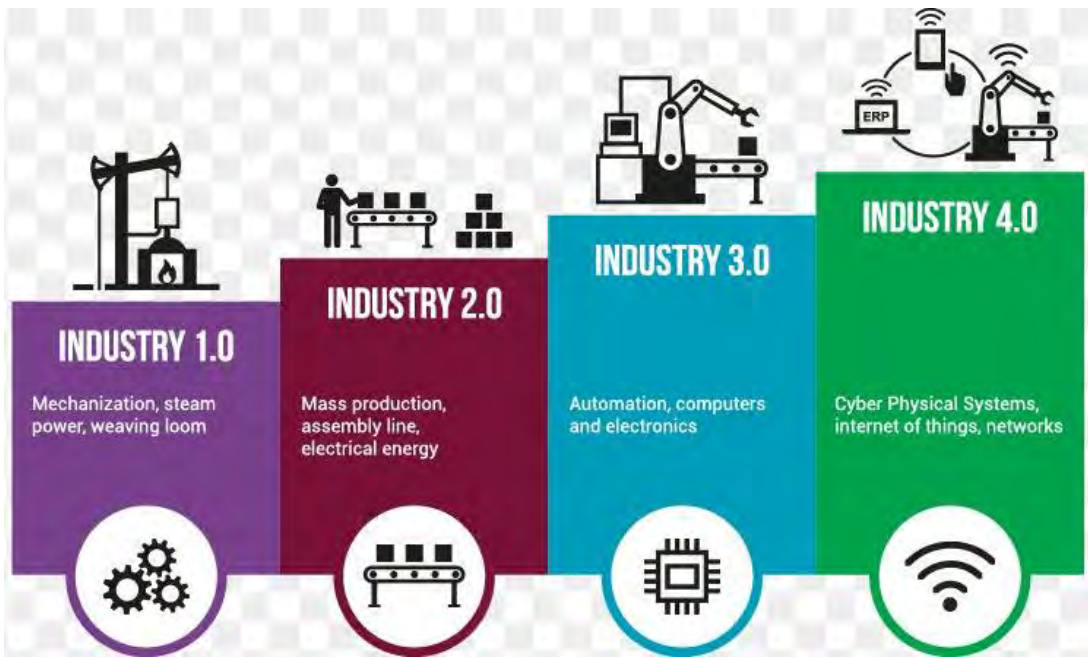 ERP
INDUSTRY 1.0
Mechanization, steam
power, weaving loom
INDUSTRY 2.0
Mass production,
assembly line,
electrical energy
INDUSTRY 3.0
Automation, computers
and electronics
INDUSTRY 4.0
Cyber Physical Systems,
internet of things, networks